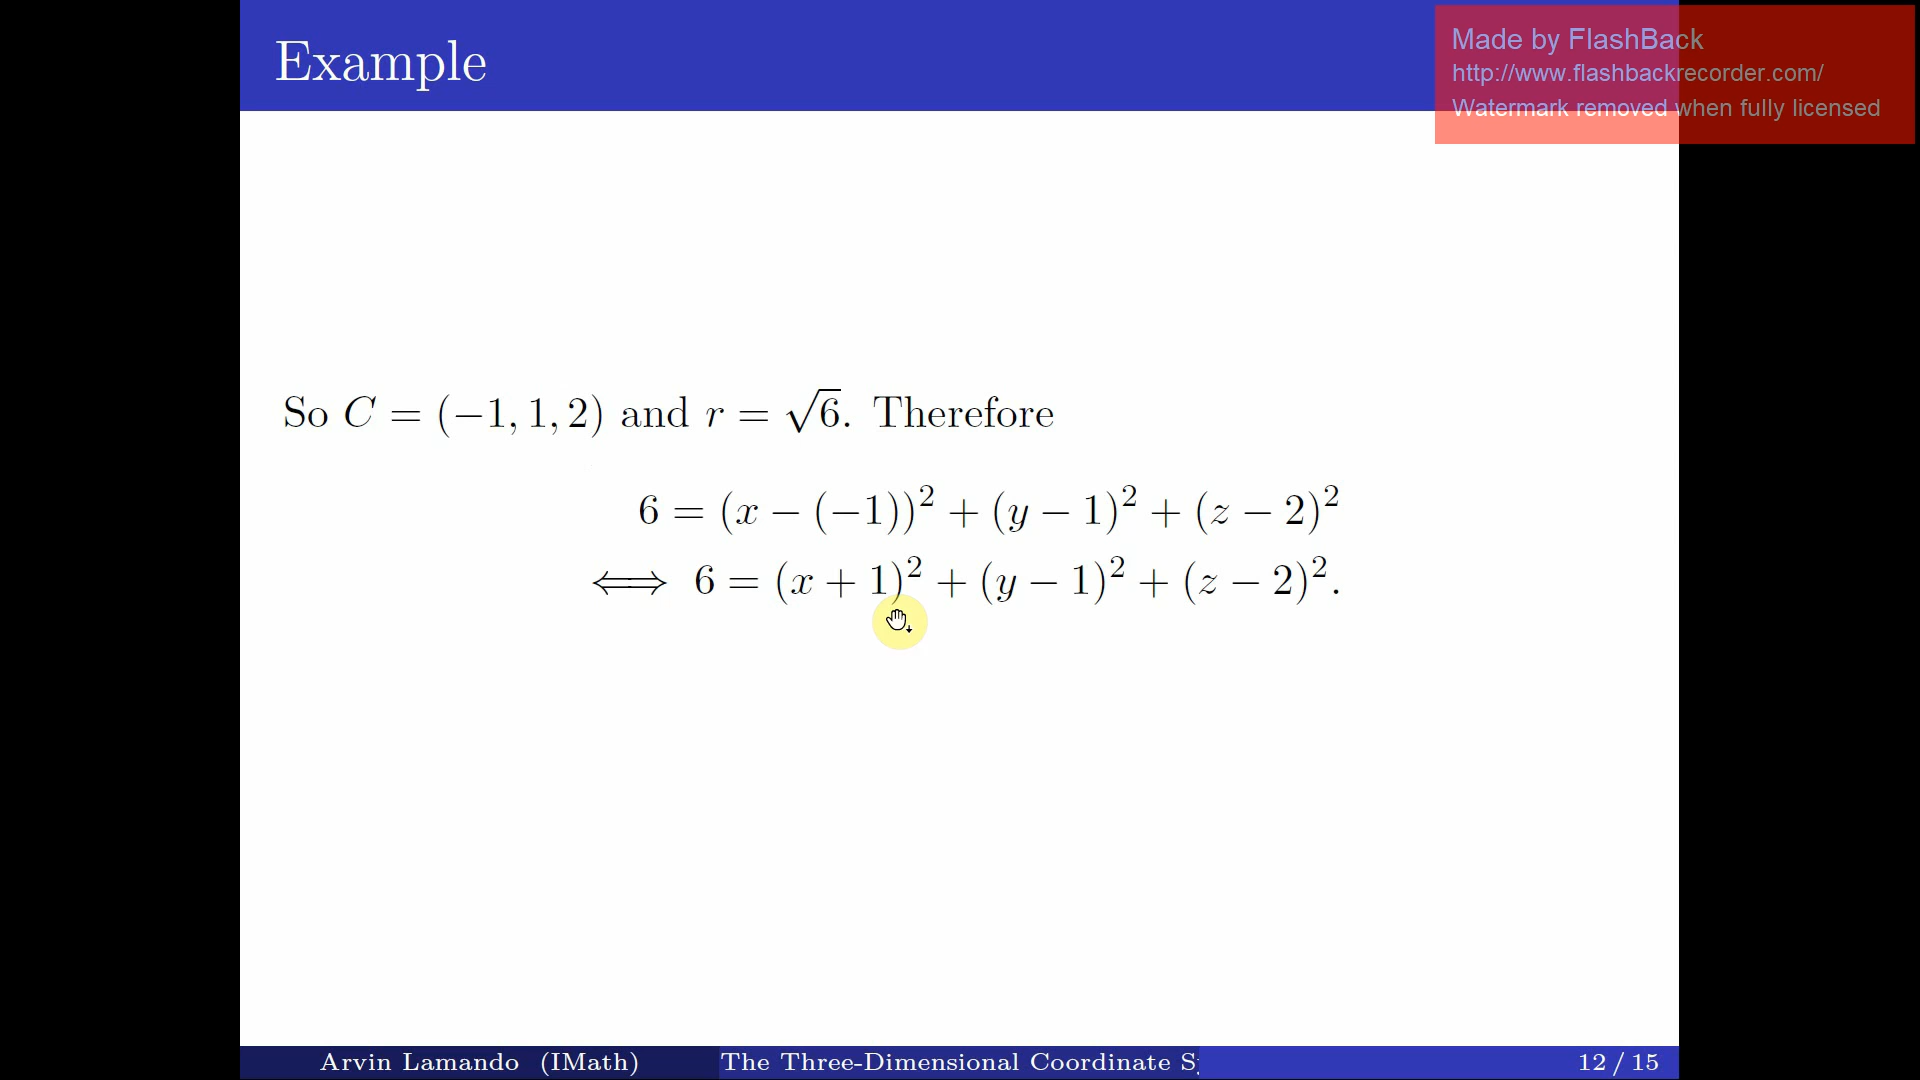 Example
Made by FlashBack
http://www.flashbackrecorder.com/
Watermark removed when fully licensed
So C = (−1, 1, 2) and r = √6. Therefore
6 = (x − (−1))² + (y − 1)² + (z − 2)²
⟺ 6 = (x + 1)² + (y − 1)² + (z − 2)².
Arvin Lamando (IMath)
The Three-Dimensional Coordinate S
12 / 15